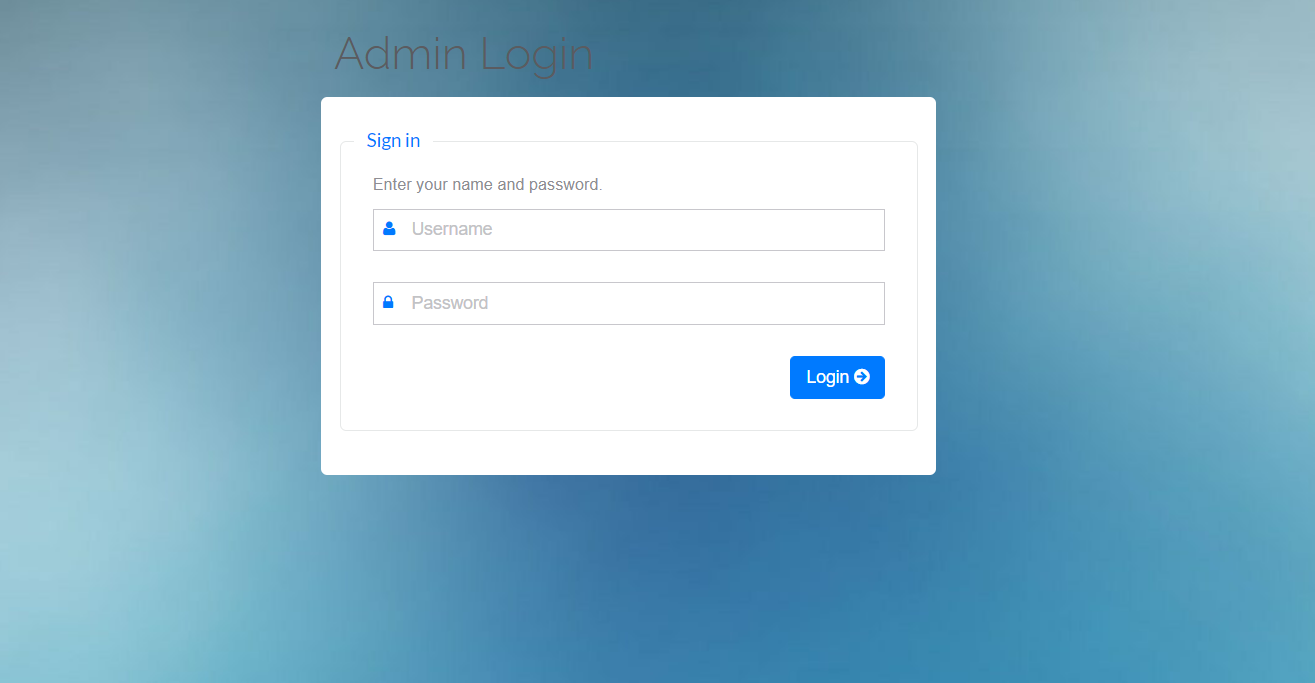 Admin Login
Sign in
Enter your name and password.
Username
Password
Login